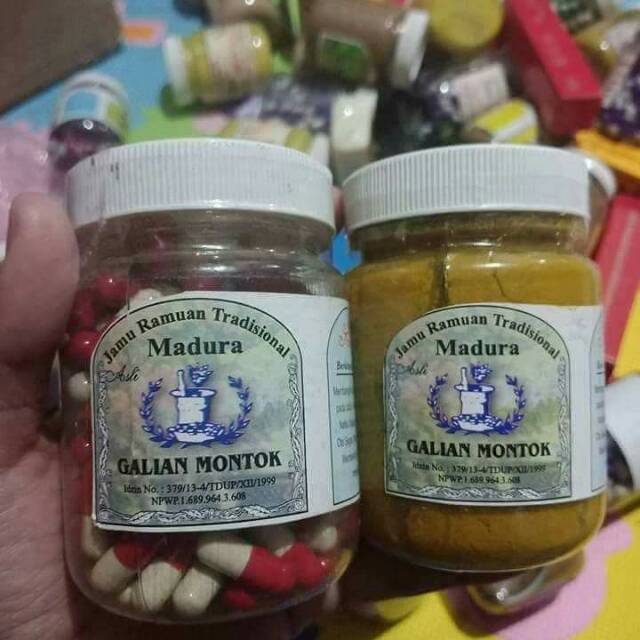 Jamu Ramuan Tradisional
Madura
Asli
GALIAN MONTOK
Idzin No. : 379/13-4/TDUP/XII/1999
NPWP.1.689.964.3.608
Jamu Ramuan Tradisional
Madura
Asli
GALIAN MONTOK
Idzin No. : 379/13-4/TDUP/XII/1999
NPWP.1.689.964.3.608